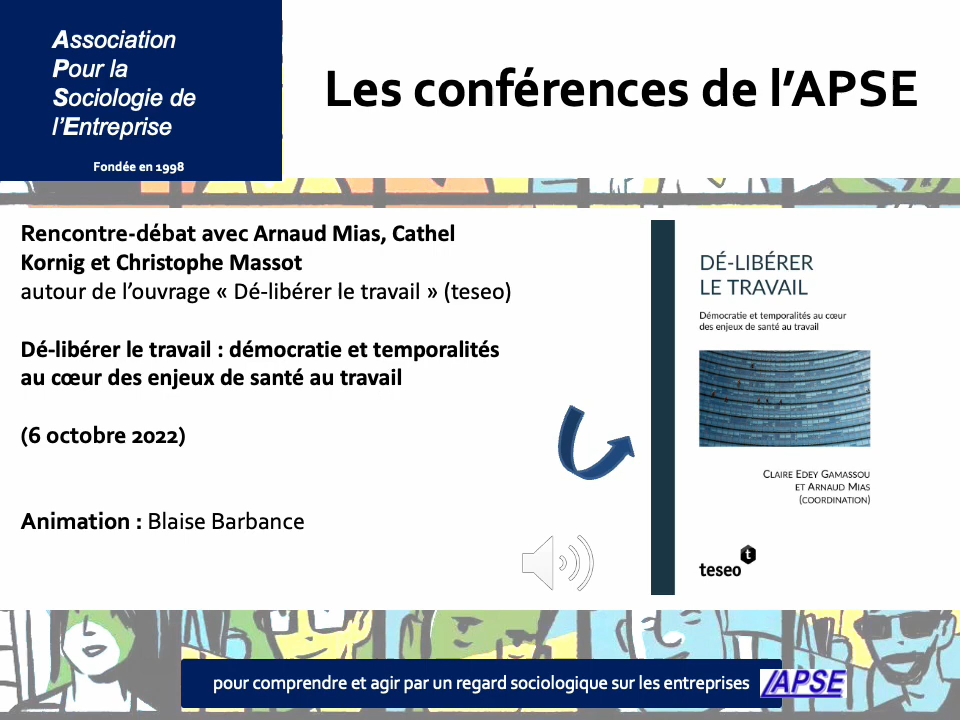 Association
Pour la
Sociologie de
l'Entreprise
Fondée en 1998
Les conférences de l'APSE
Rencontre-débat avec Arnaud Mias, Cathel
Kornig et Christophe Massot
autour de l'ouvrage « Dé-libérer le travail » (teseo)
Dé-libérer le travail : démocratie et temporalités
au cœur des enjeux de santé au travail
(6 octobre 2022)
Animation : Blaise Barbance
DÉ-LIBÉRER
LE TRAVAIL
Démocratie et temporalités au cœur
des enjeux de santé au travail
Claire Edey Gamassou
et Arnaud Mias
(coordination)
teseo t
pour comprendre et agir par un regard sociologique sur les entreprises
APSE